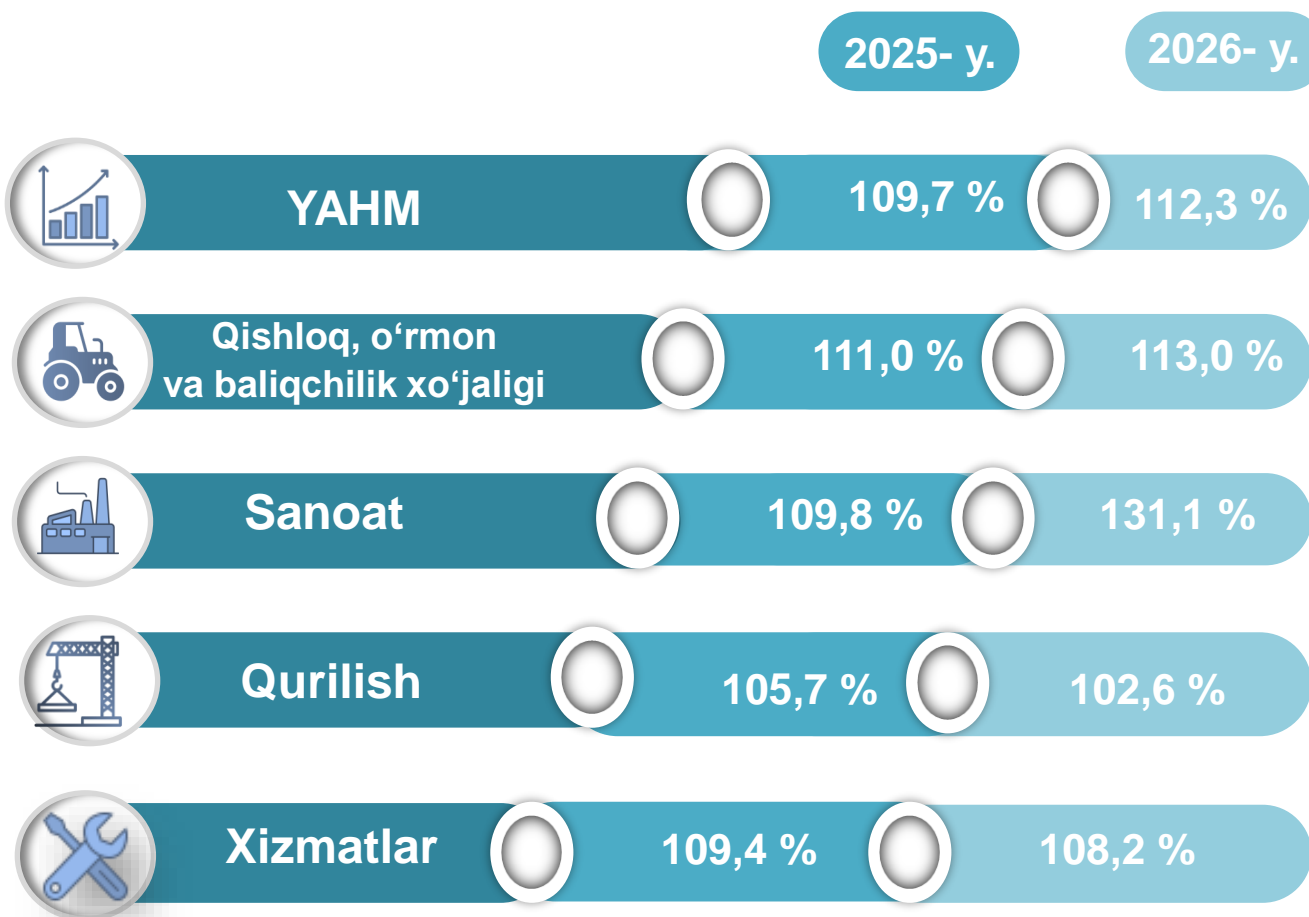 2025- y.
2026- y.
YAHM
109,7 %
112,3 %
Qishloq, o‘rmon
va baliqchilik xo‘jaligi
111,0 %
113,0 %
Sanoat
109,8 %
131,1 %
Qurilish
105,7 %
102,6 %
Xizmatlar
109,4 %
108,2 %